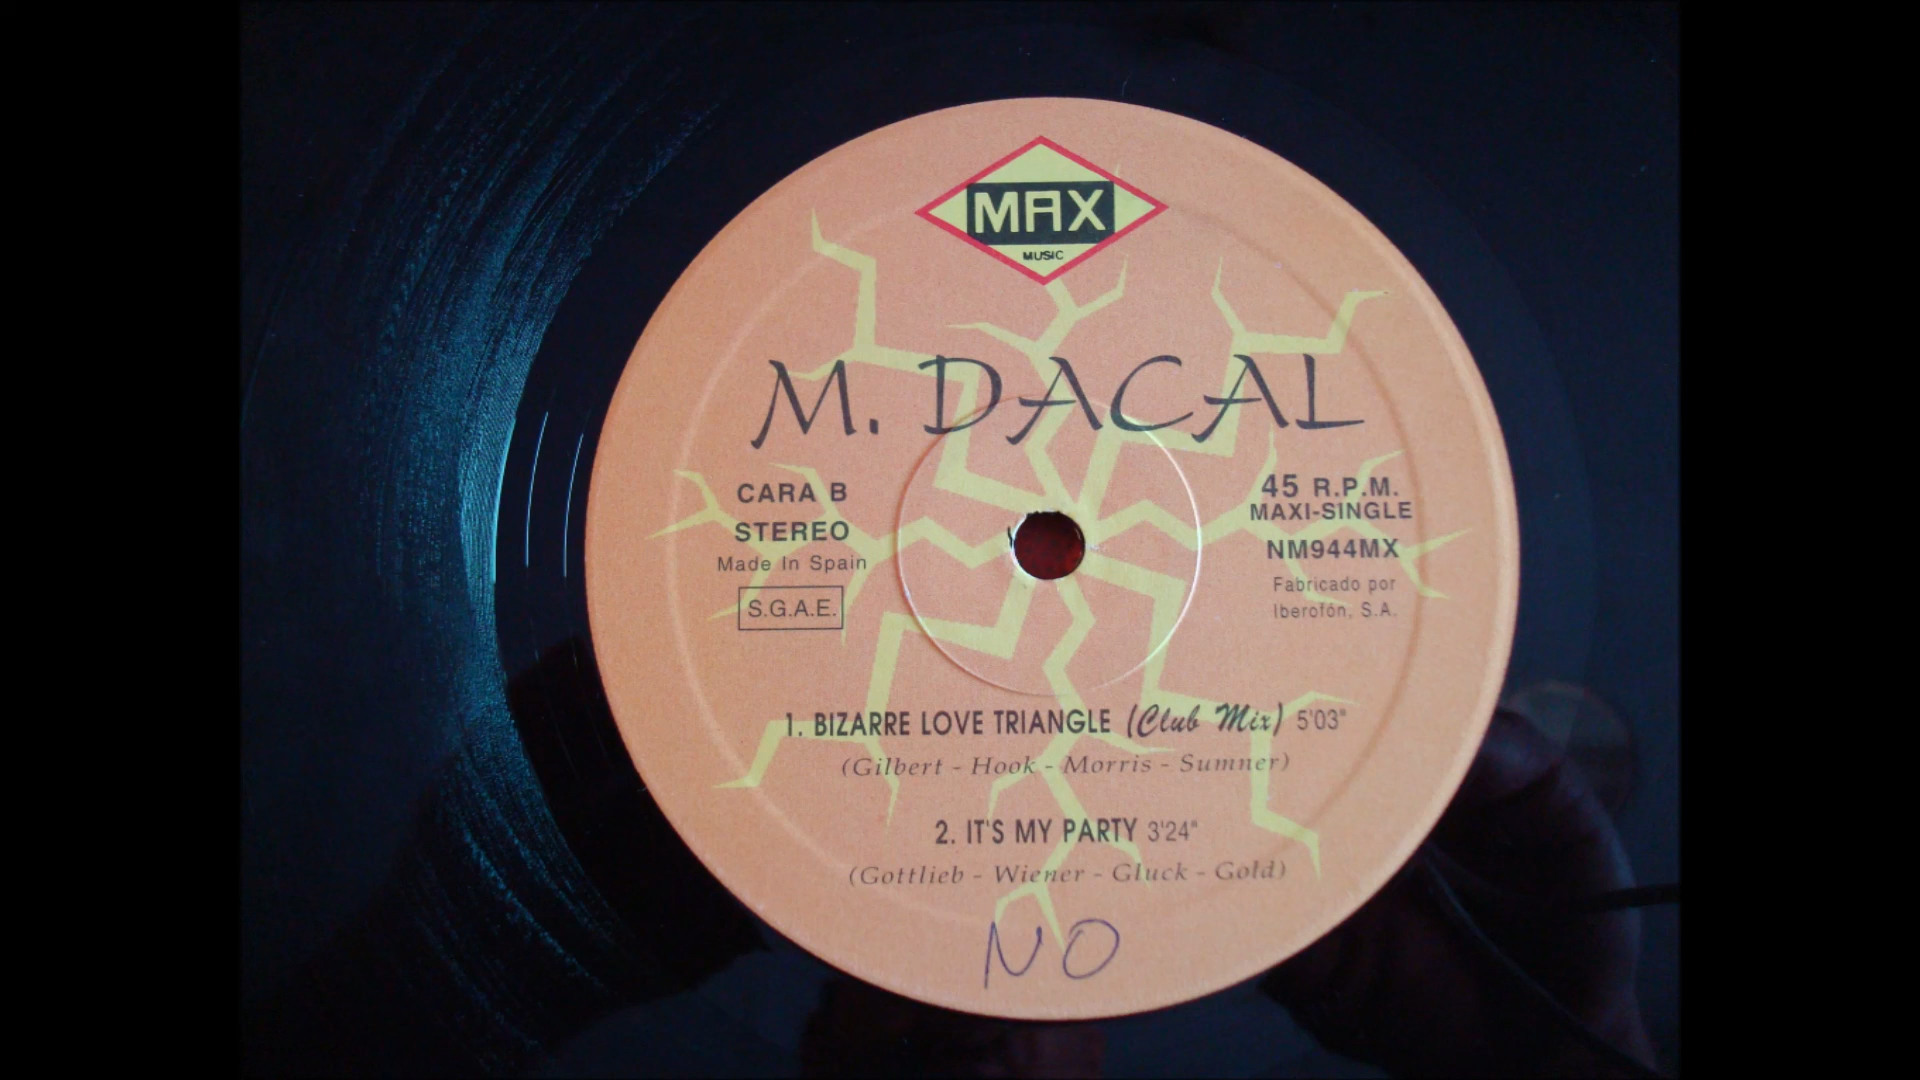 MAX
MUSIC
M. DACAL
CARA B
STEREO
Made In Spain
S.G.A.E.
45 R.P.M.
MAXI-SINGLE
NM944MX
Fabricado por
Iberofón, S.A.
1. BIZARRE LOVE TRIANGLE (Club Mix) 5'03"
(Gilbert - Hook - Morris - Sumner)
2. IT'S MY PARTY 3'24"
(Gottlieb - Wiener - Gluck - Gold)
NO